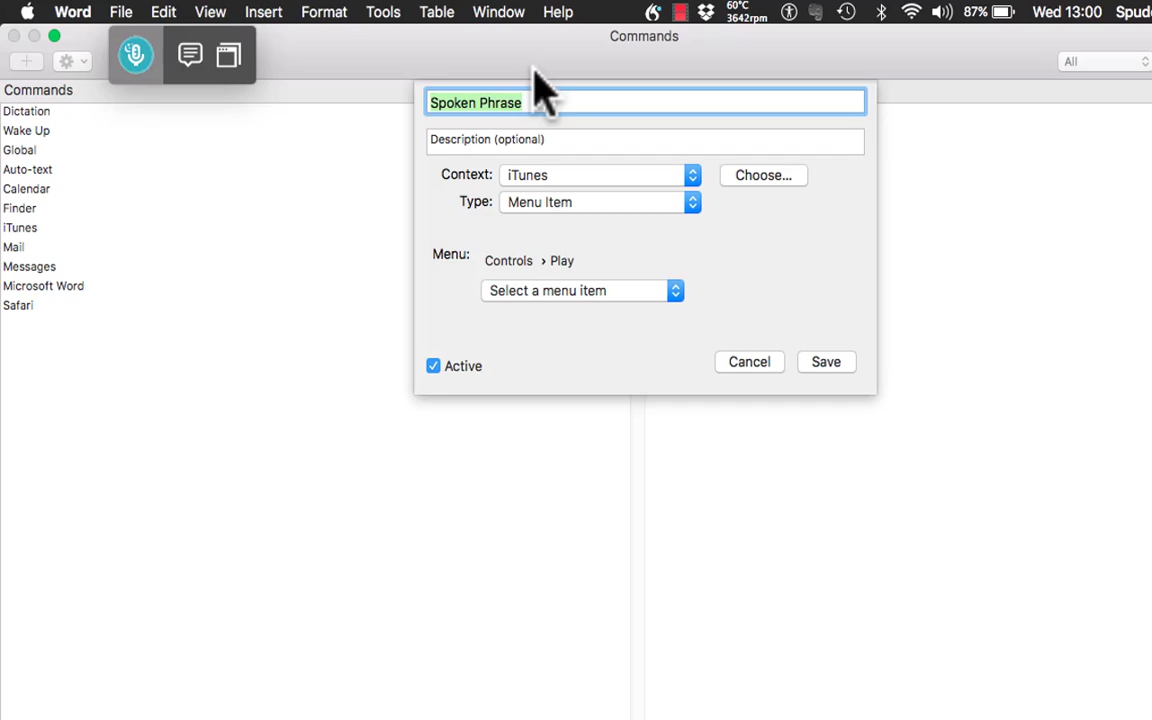 Word File Edit View Insert Format Tools Table Window Help 60°C 3642rpm 87% Wed 13:00 Spud
Commands
All
Commands
Dictation
Wake Up
Global
Auto-text
Calendar
Finder
iTunes
Mail
Messages
Microsoft Word
Safari
Spoken Phrase
Description (optional)
Context: iTunes Choose...
Type: Menu Item
Menu: Controls › Play
Select a menu item
Active Cancel Save